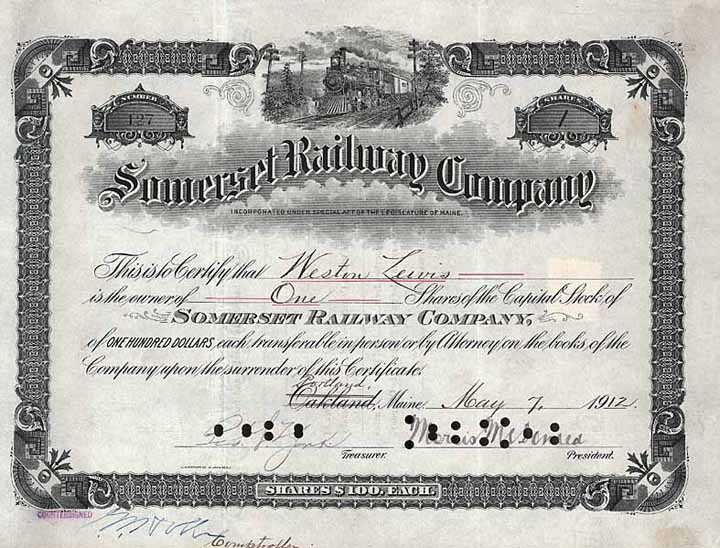 NUMBER
127
SHARES
1
Somerset Railway Company
INCORPORATED UNDER SPECIAL ACT OF THE LEGISLATURE OF MAINE.
This is to Certify that Weston Lewis
is the owner of One Shares of the Capital Stock of
SOMERSET RAILWAY COMPANY,
of ONE HUNDRED DOLLARS each, transferable in person or by Attorney on the books of the
Company upon the surrender of this Certificate.
Portland,
Oakland, Maine. May 7, 1912.
Morris McDonald
Treasurer. President.
SHARES $100, EACH.
COUNTERSIGNED
Comptroller.